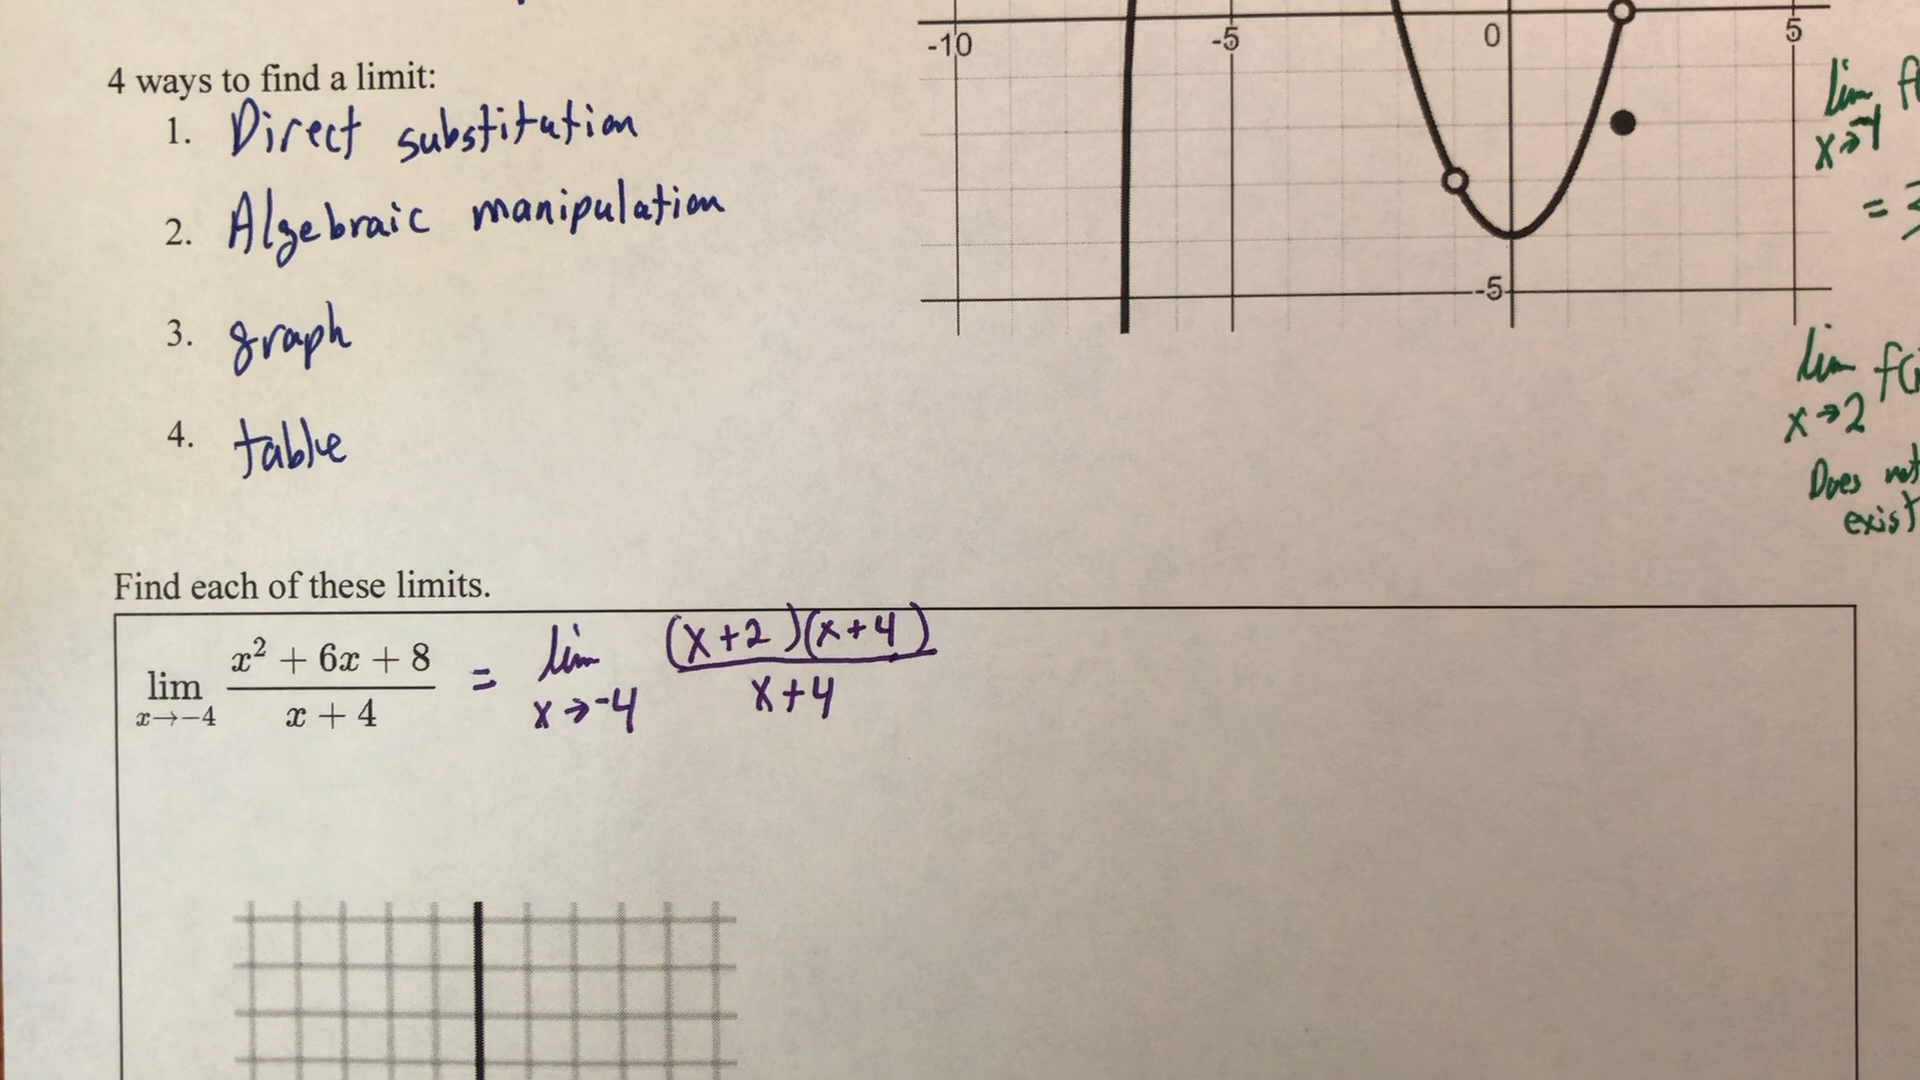 -10 -5 0 5
-5
4 ways to find a limit:
1. Direct substitution
2. Algebraic manipulation
3. graph
4. table
lim
x→-1
=
lim f(
x→2
Does not
exist
Find each of these limits.
lim x→−4 (x² + 6x + 8)/(x + 4) = lim x→-4 (x+2)(x+4)/(x+4)